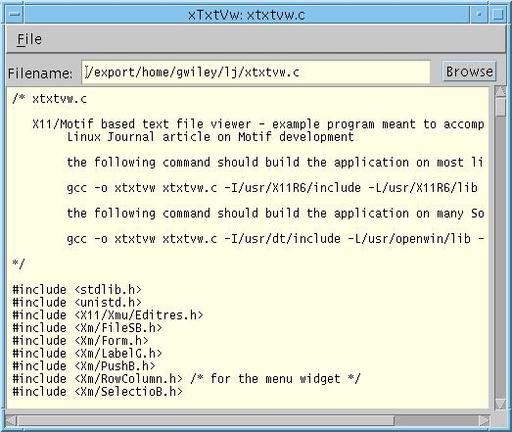 xTxtVw: xtxtvw.c
File
Filename: /export/home/gwiley/lj/xtxtvw.c Browse
/* xtxtvw.c
X11/Motif based text file viewer - example program meant to accomp
Linux Journal article on Motif development
the following command should build the application on most li
gcc -o xtxtvw xtxtvw.c -I/usr/X11R6/include -L/usr/X11R6/lib
the following command should build the application on many So
gcc -o xtxtvw xtxtvw.c -I/usr/dt/include -L/usr/openwin/lib -
*/
#include <stdlib.h>
#include <unistd.h>
#include <X11/Xmu/Editres.h>
#include <Xm/FileSB.h>
#include <Xm/Form.h>
#include <Xm/LabelG.h>
#include <Xm/PushB.h>
#include <Xm/RowColumn.h> /* for the menu widget */
#include <Xm/SelectioB.h>